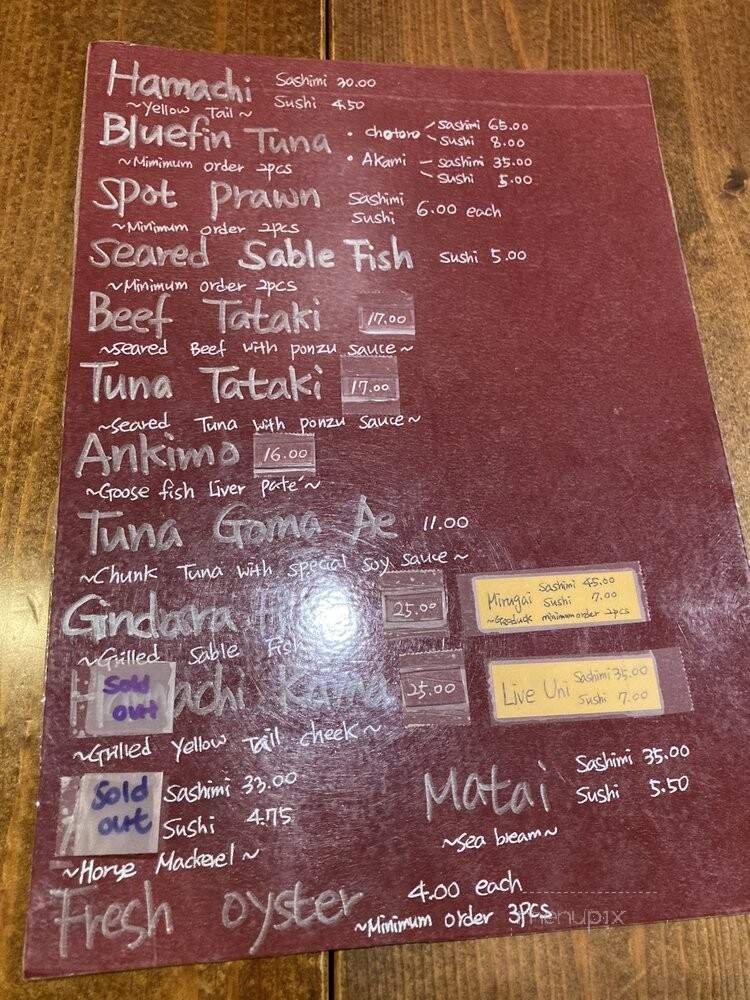 Hamachi Sashimi 30.00
~Yellow Tail~ Sushi 4.50
Bluefin Tuna • chotoro Sashimi 65.00
Sushi 8.00
~Mimimum order 2pcs • Akami Sashimi 35.00
Sushi 5.00
Spot prawn Sashimi
Sushi 6.00 each
~Minimum order 2pcs
Seared Sable Fish Sushi 5.00
~Minimum order 2pcs
Beef Tataki 17.00
~Seared Beef with ponzu sauce~
Tuna Tataki 17.00
~Seared Tuna with ponzu sauce~
Ankimo 16.00
~Goose fish Liver pate'~
Tuna Goma Ae 11.00
~Chunk Tuna with special soy sauce~
Gindara 25.00
~Grilled Sable Fish
Mirugai Sashimi 45.00
Sushi 7.00
~Geoduck minimum order 2pcs
Sold out
Hamachi Kama 25.00
~Grilled Yellow Tail cheek~
Live Uni Sashimi 35.00
Sushi 7.00
Sold out
Sashimi 33.00
Sushi 4.75
~Horse Mackerel~
Matai Sashimi 35.00
Sushi 5.50
~Sea bream~
Fresh oyster 4.00 each
~Minimum order 3pcs
menupix